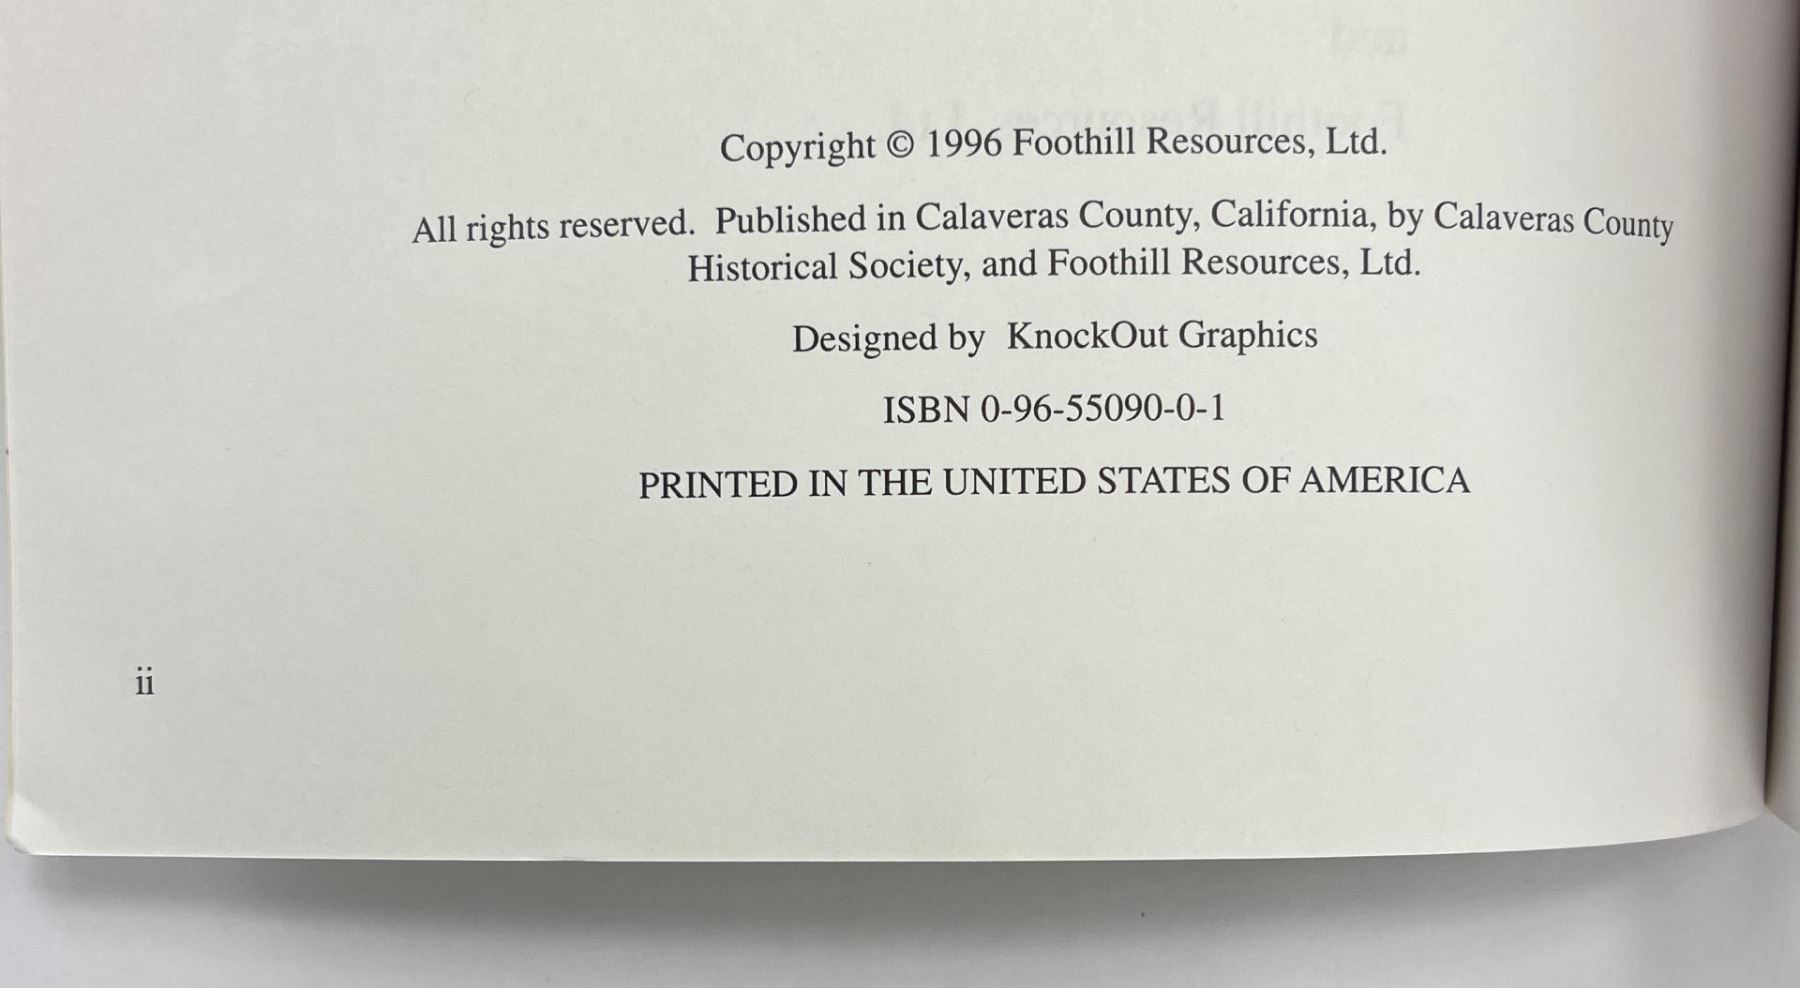 Copyright © 1996 Foothill Resources, Ltd.
All rights reserved. Published in Calaveras County, California, by Calaveras County
Historical Society, and Foothill Resources, Ltd.
Designed by KnockOut Graphics
ISBN 0-96-55090-0-1
PRINTED IN THE UNITED STATES OF AMERICA
ii